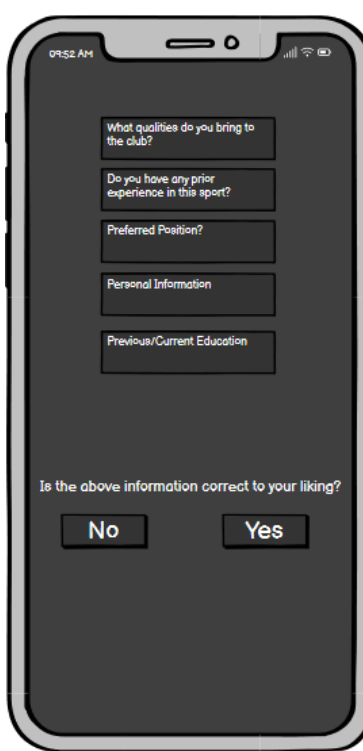 09:52 AM
What qualities do you bring to
the club?
Do you have any prior
experience in this sport?
Preferred Position?
Personal Information
Previous/Current Education
Is the above information correct to your liking?
No Yes